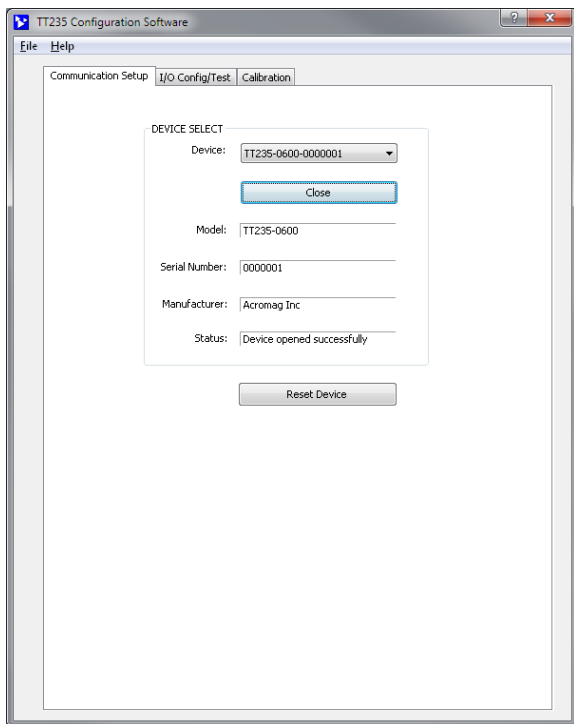 TT235 Configuration Software
File Help
Communication Setup I/O Config/Test Calibration
DEVICE SELECT
Device: TT235-0600-0000001
Close
Model: TT235-0600
Serial Number: 0000001
Manufacturer: Acromag Inc
Status: Device opened successfully
Reset Device